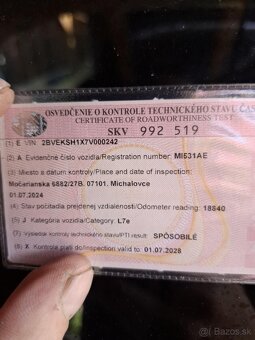 OSVEDČENIE O KONTROLE TECHNICKÉHO STAVU ČASŤ
CERTIFICATE OF ROADWORTHINESS TEST
SKV 992 519
(1) E VIN: 2BVEKSH1X7V000242
(2) A Evidenčné číslo vozidla/Registration number: MI531AE
(3) Miesto a dátum kontroly/Place and date of inspection:
Močarianska 6882/27B, 07101, Michalovce
01.07.2024
(4) Stav počítadla prejdenej vzdialenosti/Odometer reading: 18840
(5) J Kategória vozidla/Category: L7e
(7) Výsledok kontroly technického stavu/PTI result: SPÔSOBILÉ
(8) X Kontrola platí do/Inspection valid to: 01.07.2028
Bazos.sk